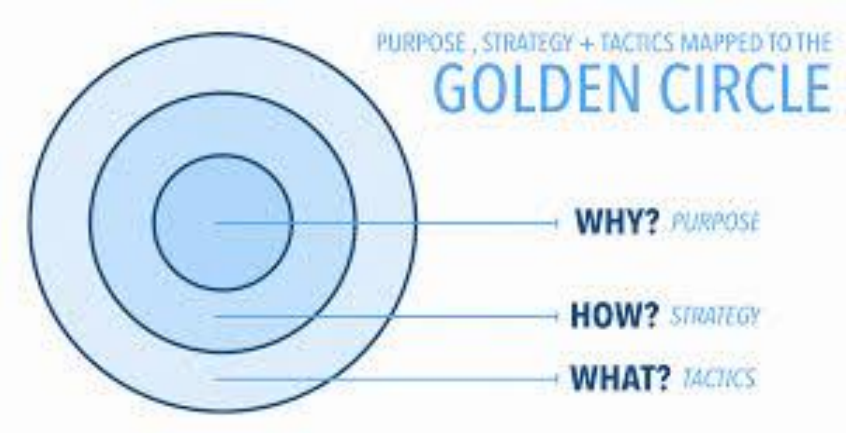 PURPOSE, STRATEGY + TACTICS MAPPED TO THE
GOLDEN CIRCLE
WHY? PURPOSE
HOW? STRATEGY
WHAT? TACTICS